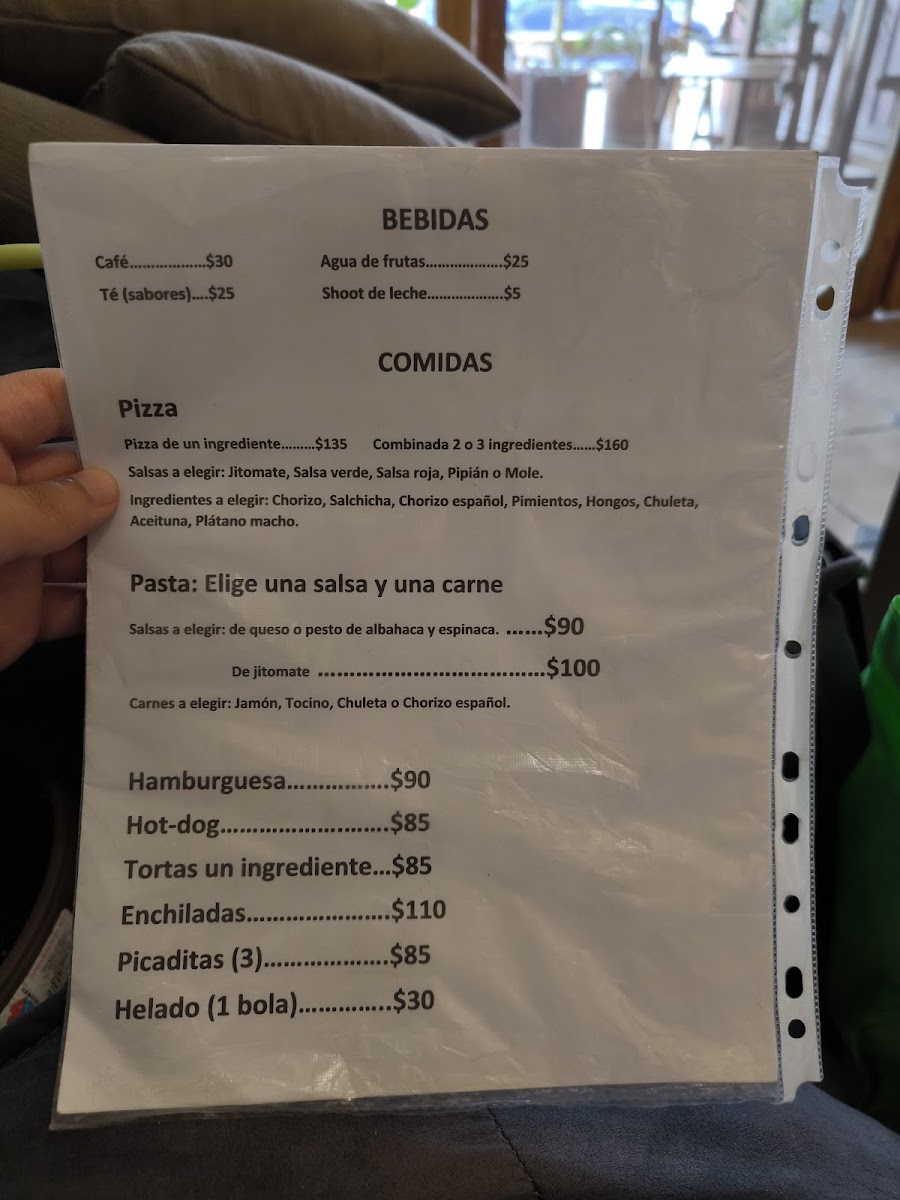 BEBIDAS
Café..................$30 Agua de frutas...................$25
Té (sabores)....$25 Shoot de leche...................$5
COMIDAS
Pizza
Pizza de un ingrediente.........$135 Combinada 2 o 3 ingredientes......$160
Salsas a elegir: Jitomate, Salsa verde, Salsa roja, Pipián o Mole.
Ingredientes a elegir: Chorizo, Salchicha, Chorizo español, Pimientos, Hongos, Chuleta,
Aceituna, Plátano macho.
Pasta: Elige una salsa y una carne
Salsas a elegir: de queso o pesto de albahaca y espinaca. ......$90
De jitomate .....................................$100
Carnes a elegir: Jamón, Tocino, Chuleta o Chorizo español.
Hamburguesa................$90
Hot-dog..........................$85
Tortas un ingrediente...$85
Enchiladas......................$110
Picaditas (3)...................$85
Helado (1 bola)..............$30